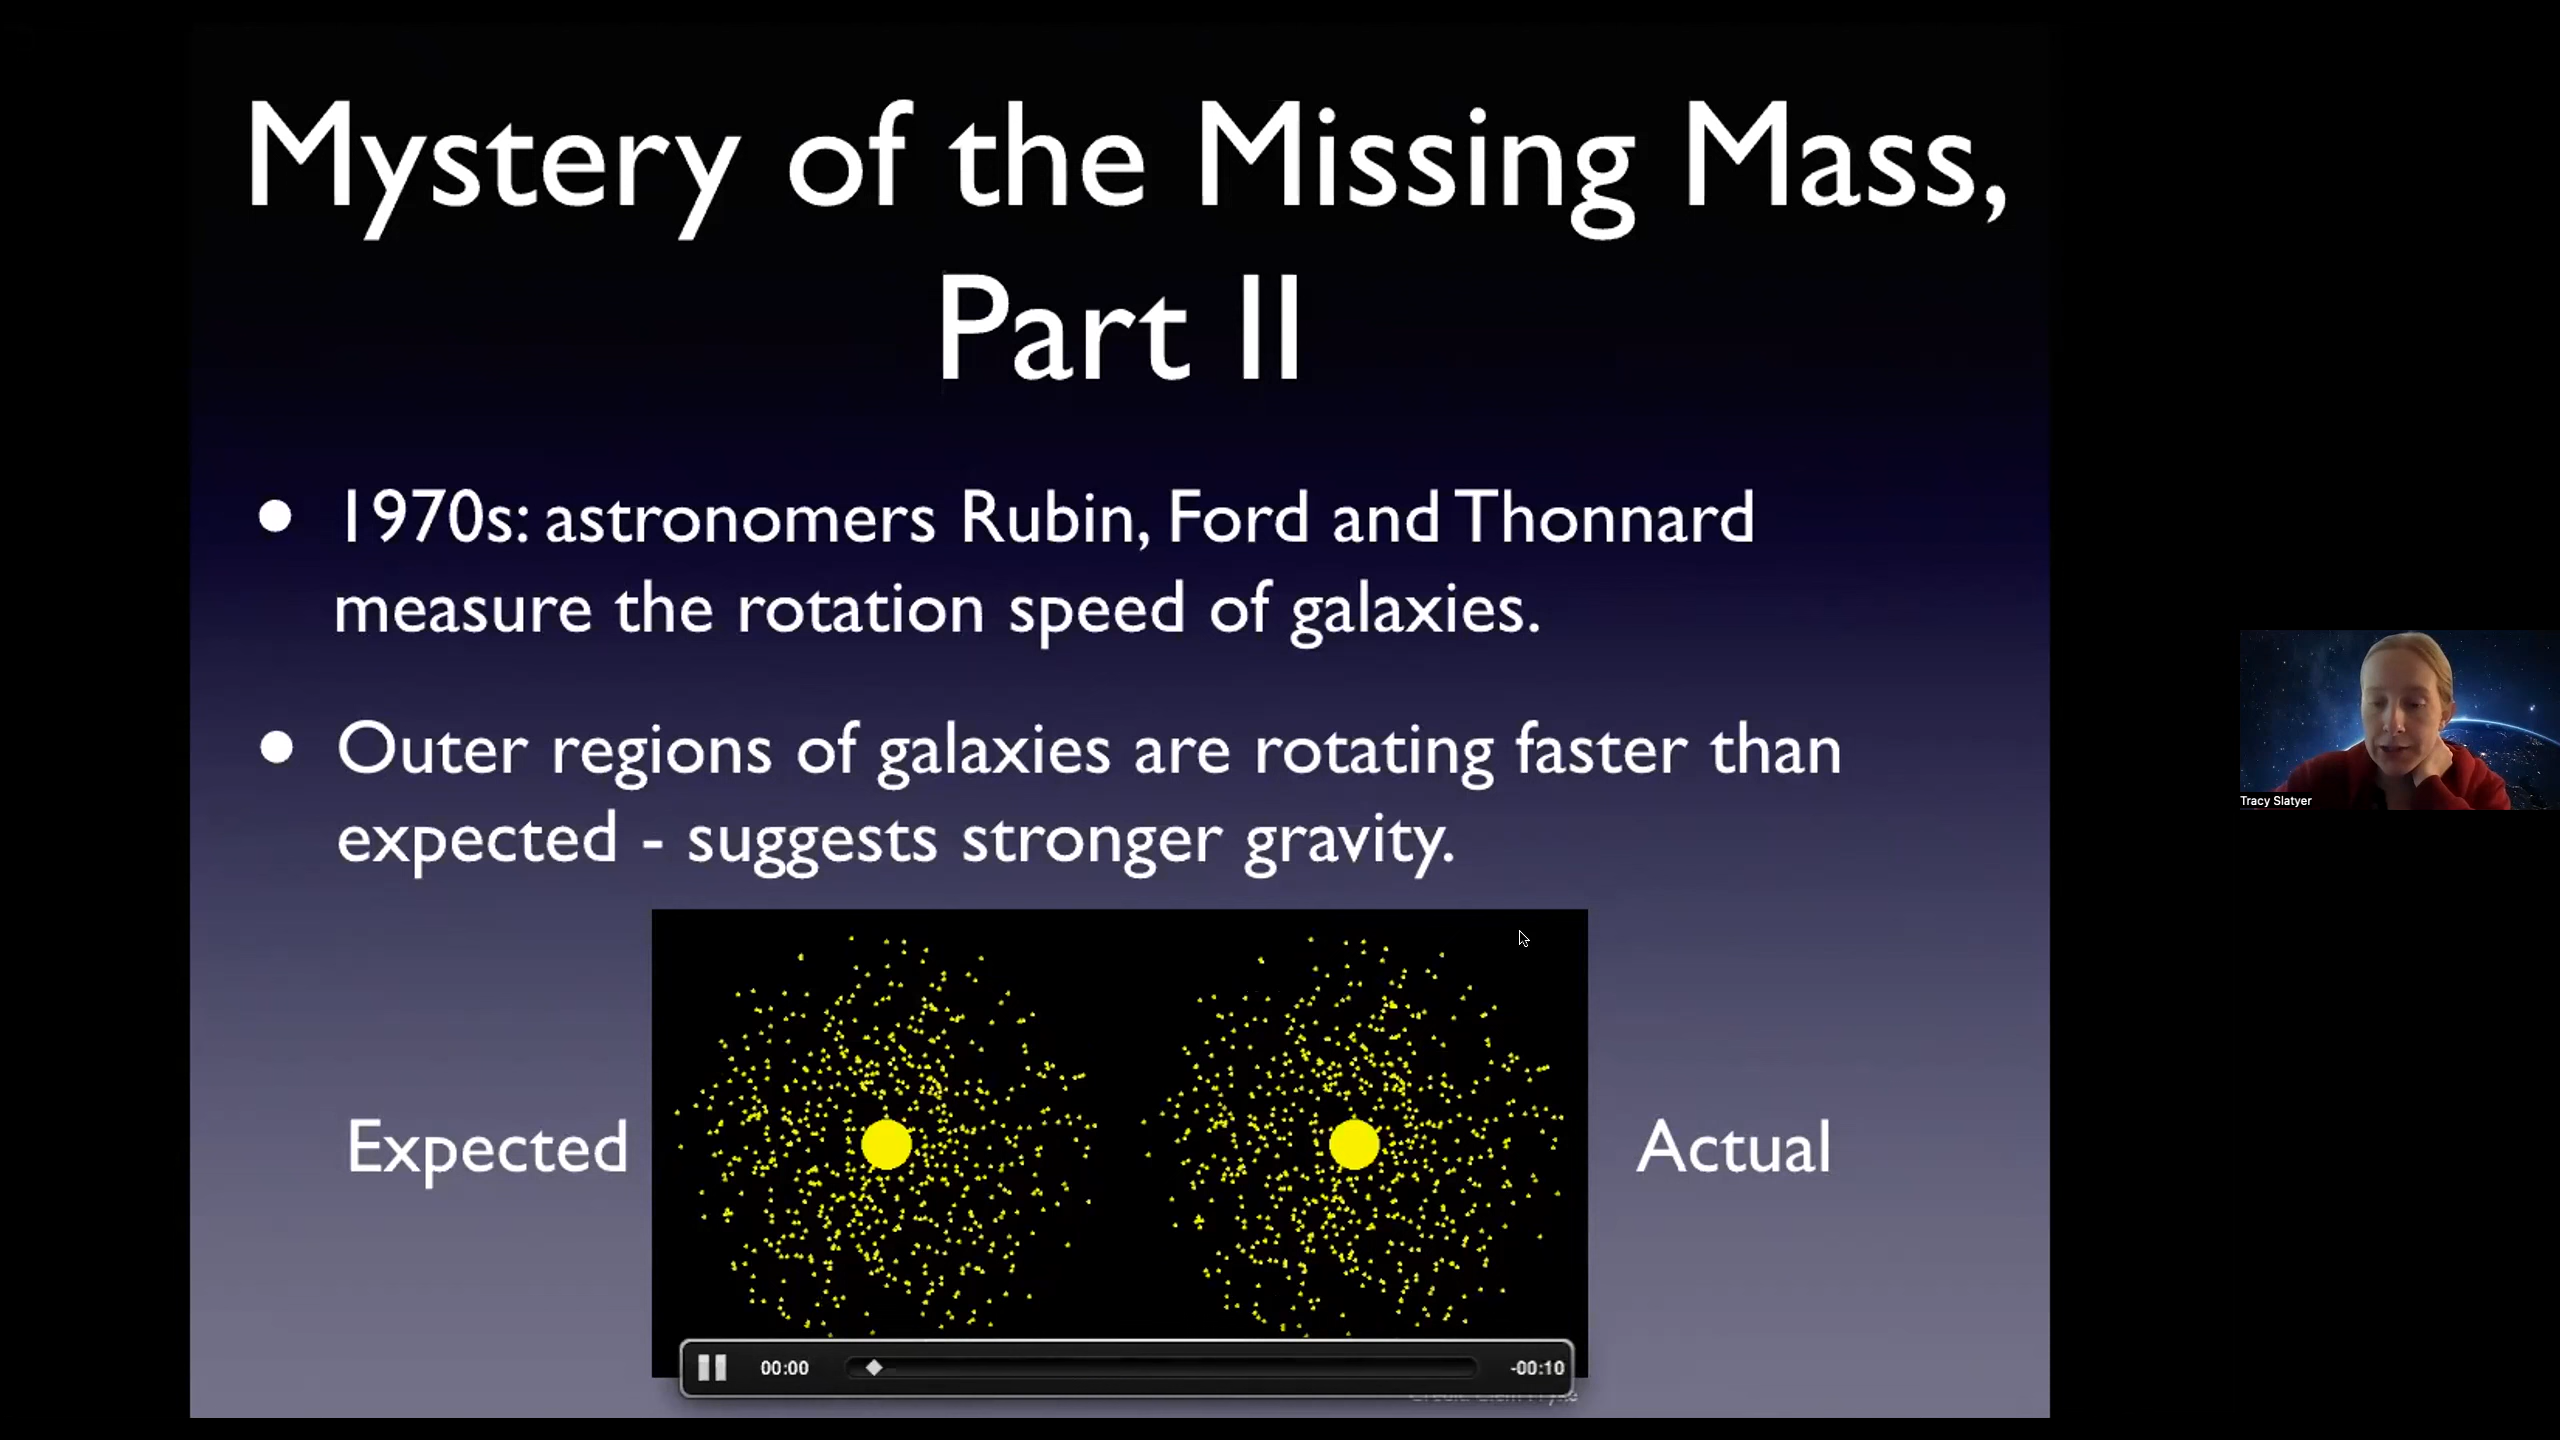 Mystery of the Missing Mass,
Part II
● 1970s: astronomers Rubin, Ford and Thonnard
measure the rotation speed of galaxies.
● Outer regions of galaxies are rotating faster than
expected - suggests stronger gravity.
Expected
Actual
Tracy Slatyer
00:00
-00:10